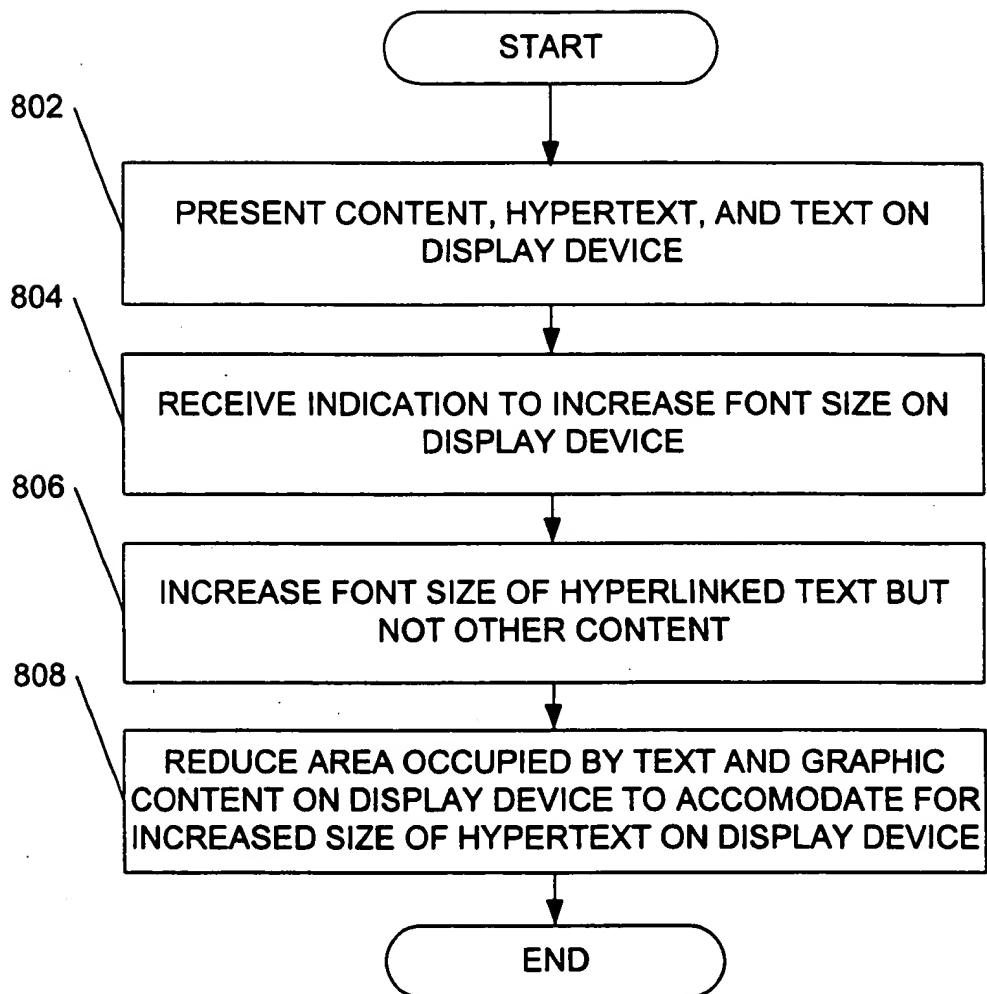 START
802
PRESENT CONTENT, HYPERTEXT, AND TEXT ON
DISPLAY DEVICE
804
RECEIVE INDICATION TO INCREASE FONT SIZE ON
DISPLAY DEVICE
806
INCREASE FONT SIZE OF HYPERLINKED TEXT BUT
NOT OTHER CONTENT
808
REDUCE AREA OCCUPIED BY TEXT AND GRAPHIC
CONTENT ON DISPLAY DEVICE TO ACCOMODATE FOR
INCREASED SIZE OF HYPERTEXT ON DISPLAY DEVICE
END